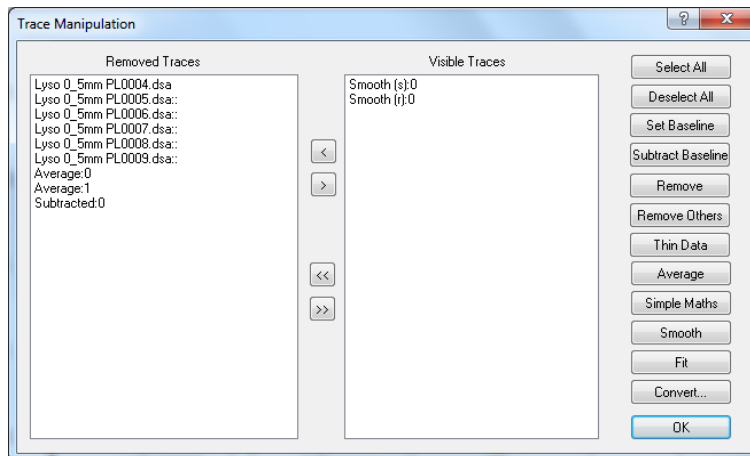 Trace Manipulation
Removed Traces
Lyso 0_5mm PL0004.dsa
Lyso 0_5mm PL0005.dsa::
Lyso 0_5mm PL0006.dsa::
Lyso 0_5mm PL0007.dsa::
Lyso 0_5mm PL0008.dsa::
Lyso 0_5mm PL0009.dsa::
Average:0
Average:1
Subtracted:0
<
>
<<
>>
Visible Traces
Smooth (s):0
Smooth (r):0
Select All
Deselect All
Set Baseline
Subtract Baseline
Remove
Remove Others
Thin Data
Average
Simple Maths
Smooth
Fit
Convert...
OK